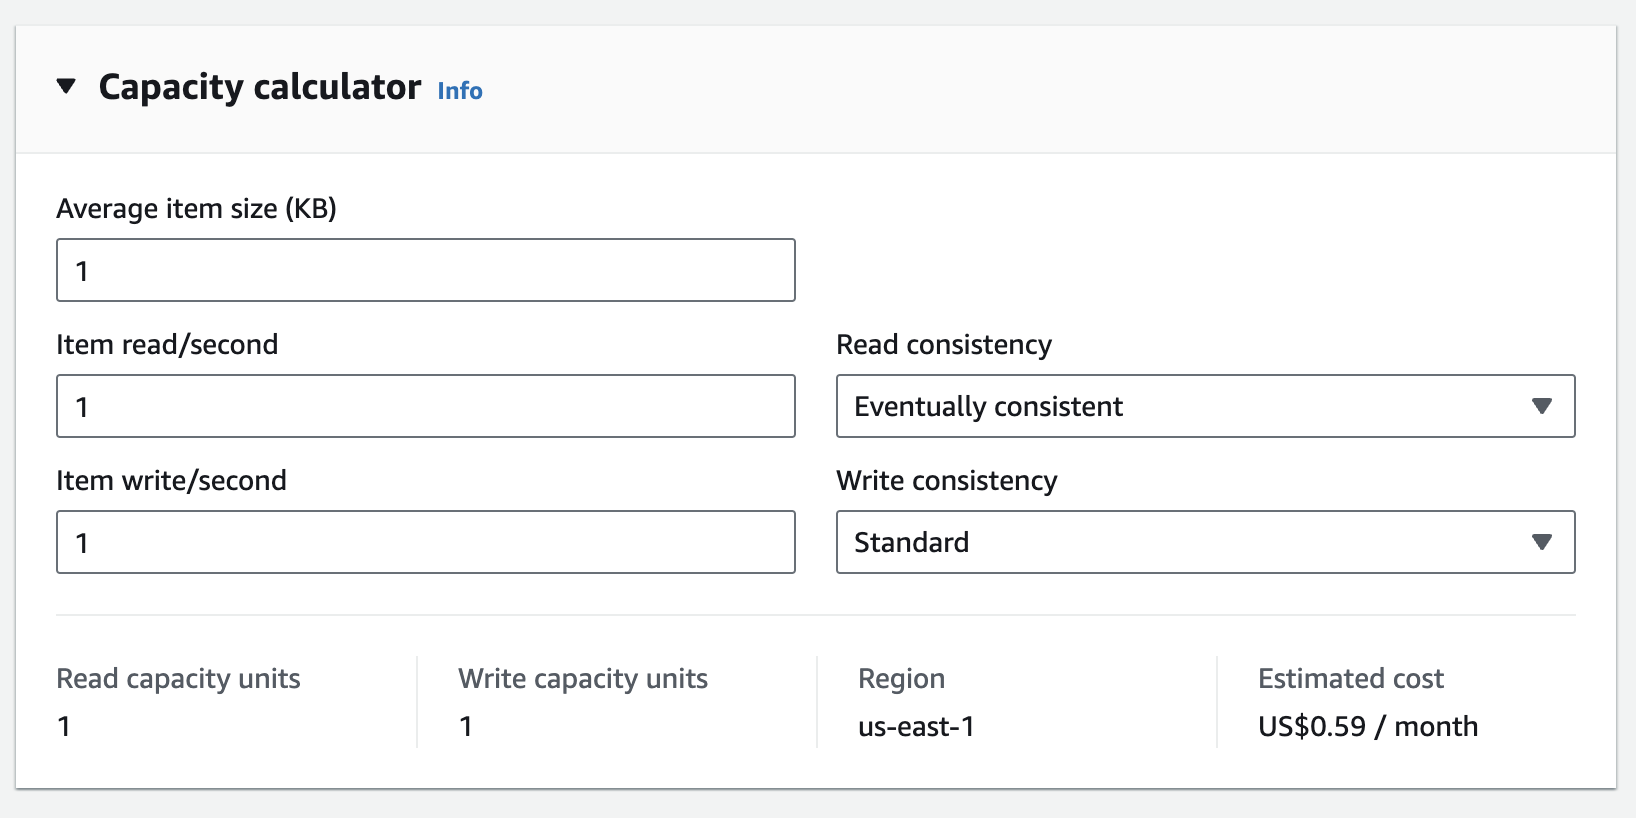 Capacity calculator Info
Average item size (KB)
1
Item read/second
1
Read consistency
Eventually consistent
Item write/second
1
Write consistency
Standard
Read capacity units
1
Write capacity units
1
Region
us-east-1
Estimated cost
US$0.59 / month